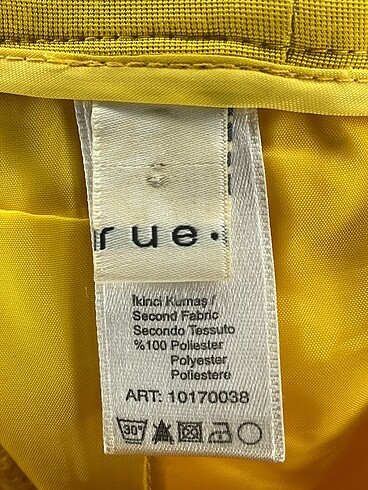 rue.
İkinci Kumaş /
Second Fabric
Secondo Tessuto
%100 Poliester
Polyester
Poliestere
ART: 10170038
30°